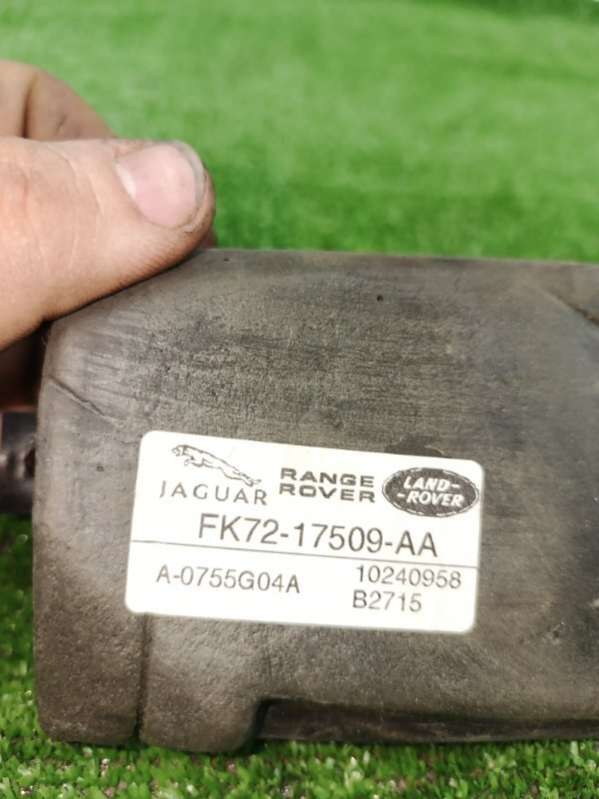 JAGUAR
RANGE ROVER
LAND-ROVER
FK72-17509-AA
A-0755G04A 10240958
B2715